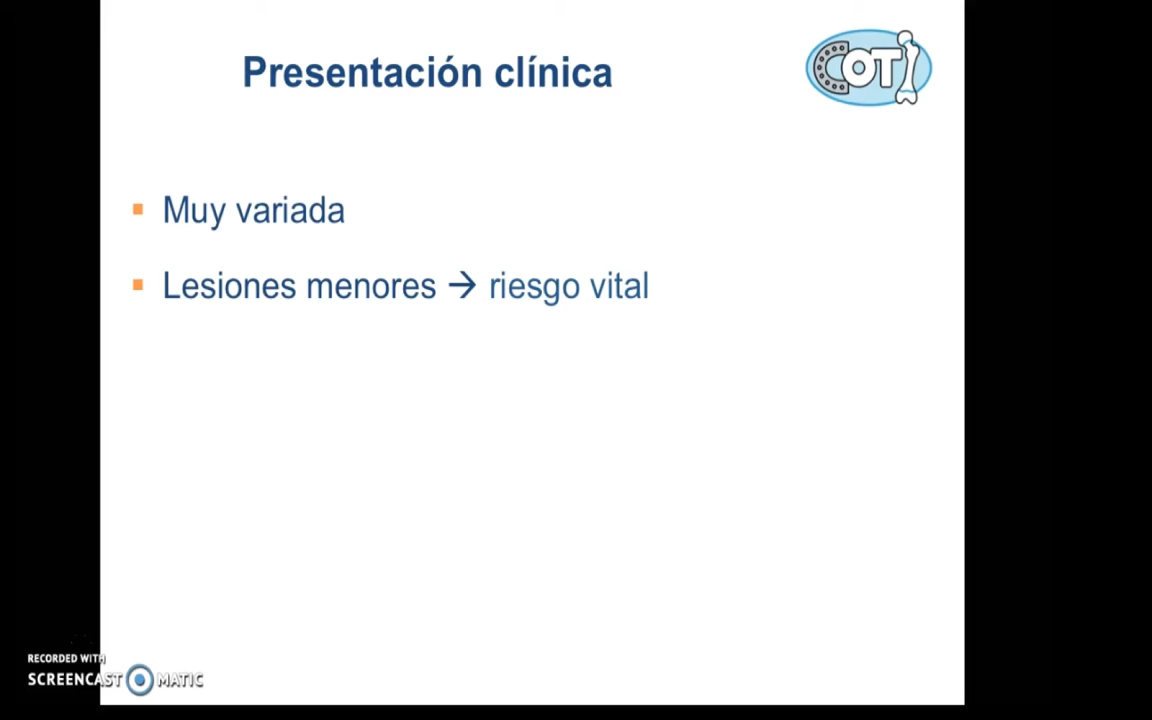 Presentación clínica
COT
▪ Muy variada
▪ Lesiones menores → riesgo vital
RECORDED WITH
SCREENCAST MATIC